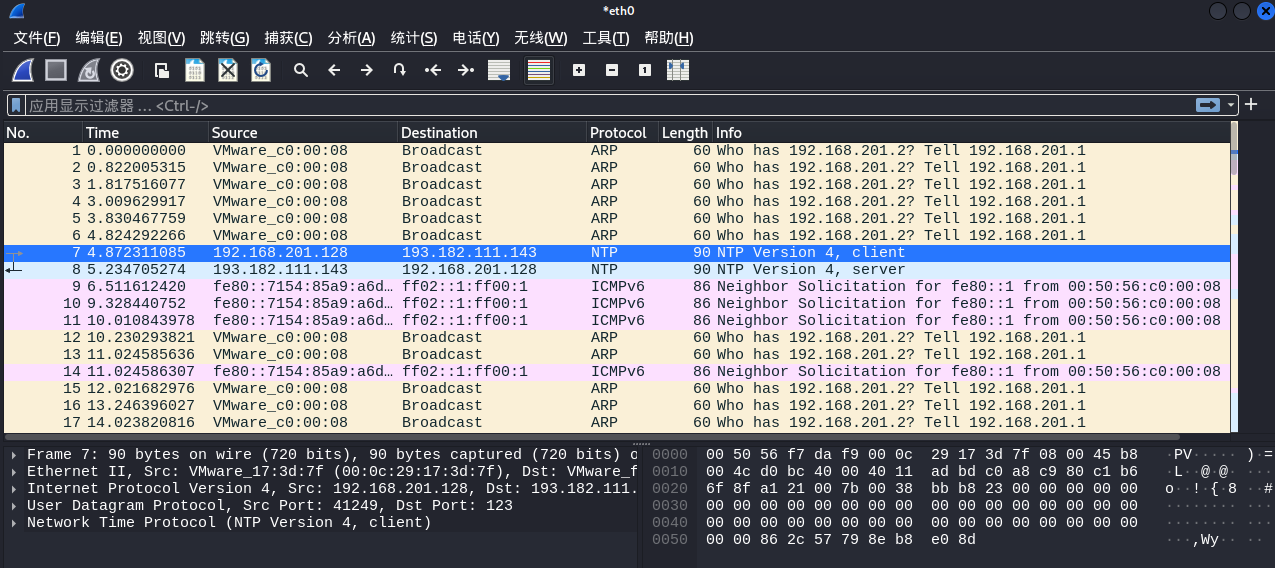 *eth0
文件(F) 编辑(E) 视图(V) 跳转(G) 捕获(C) 分析(A) 统计(S) 电话(Y) 无线(W) 工具(T) 帮助(H)
应用显示过滤器 … <Ctrl-/>
No. Time Source Destination Protocol Length Info
1 0.000000000 VMware_c0:00:08 Broadcast ARP 60 Who has 192.168.201.2? Tell 192.168.201.1
2 0.822005315 VMware_c0:00:08 Broadcast ARP 60 Who has 192.168.201.2? Tell 192.168.201.1
3 1.817516077 VMware_c0:00:08 Broadcast ARP 60 Who has 192.168.201.2? Tell 192.168.201.1
4 3.009629917 VMware_c0:00:08 Broadcast ARP 60 Who has 192.168.201.2? Tell 192.168.201.1
5 3.830467759 VMware_c0:00:08 Broadcast ARP 60 Who has 192.168.201.2? Tell 192.168.201.1
6 4.824292266 VMware_c0:00:08 Broadcast ARP 60 Who has 192.168.201.2? Tell 192.168.201.1
7 4.872311085 192.168.201.128 193.182.111.143 NTP 90 NTP Version 4, client
8 5.234705274 193.182.111.143 192.168.201.128 NTP 90 NTP Version 4, server
9 6.511612420 fe80::7154:85a9:a6d… ff02::1:ff00:1 ICMPv6 86 Neighbor Solicitation for fe80::1 from 00:50:56:c0:00:08
10 9.328440752 fe80::7154:85a9:a6d… ff02::1:ff00:1 ICMPv6 86 Neighbor Solicitation for fe80::1 from 00:50:56:c0:00:08
11 10.010843978 fe80::7154:85a9:a6d… ff02::1:ff00:1 ICMPv6 86 Neighbor Solicitation for fe80::1 from 00:50:56:c0:00:08
12 10.230293821 VMware_c0:00:08 Broadcast ARP 60 Who has 192.168.201.2? Tell 192.168.201.1
13 11.024585636 VMware_c0:00:08 Broadcast ARP 60 Who has 192.168.201.2? Tell 192.168.201.1
14 11.024586307 fe80::7154:85a9:a6d… ff02::1:ff00:1 ICMPv6 86 Neighbor Solicitation for fe80::1 from 00:50:56:c0:00:08
15 12.021682976 VMware_c0:00:08 Broadcast ARP 60 Who has 192.168.201.2? Tell 192.168.201.1
16 13.246396027 VMware_c0:00:08 Broadcast ARP 60 Who has 192.168.201.2? Tell 192.168.201.1
17 14.023820816 VMware_c0:00:08 Broadcast ARP 60 Who has 192.168.201.2? Tell 192.168.201.1
Frame 7: 90 bytes on wire (720 bits), 90 bytes captured (720 bits) o
Ethernet II, Src: VMware_17:3d:7f (00:0c:29:17:3d:7f), Dst: VMware_f
Internet Protocol Version 4, Src: 192.168.201.128, Dst: 193.182.111.
User Datagram Protocol, Src Port: 41249, Dst Port: 123
Network Time Protocol (NTP Version 4, client)
0000 00 50 56 f7 da f9 00 0c 29 17 3d 7f 08 00 45 b8 ·PV····· )·=
0010 00 4c d0 bc 40 00 40 11 ad bd c0 a8 c9 80 c1 b6 ·L··@·@· ····
0020 6f 8f a1 21 00 7b 00 38 bb b8 23 00 00 00 00 00 o··!·{·8 ··#
0030 00 00 00 00 00 00 00 00 00 00 00 00 00 00 00 00 ········ ····
0040 00 00 00 00 00 00 00 00 00 00 00 00 00 00 00 00 ········ ····
0050 00 00 86 2c 57 79 8e b8 e0 8d ···,Wy·· ··